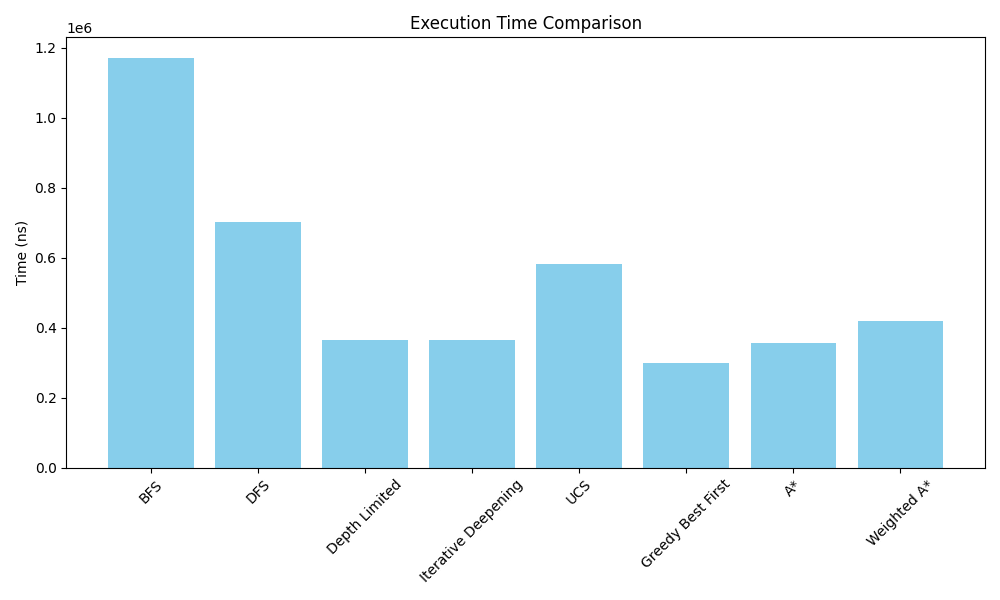 Execution Time Comparison
1e6
1.2
1.0
0.8
0.6
0.4
0.2
0.0
Time (ns)
BFS
DFS
Depth Limited
Iterative Deepening
UCS
Greedy Best First
A*
Weighted A*